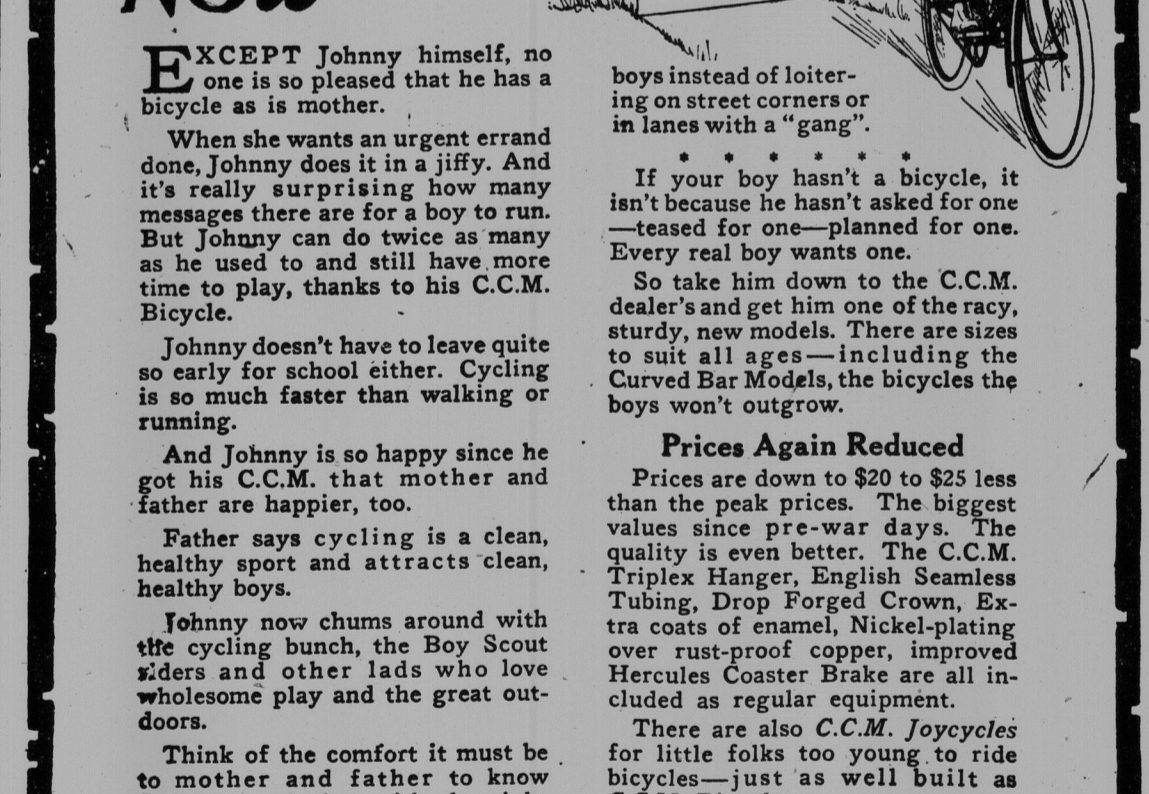 Now
EXCEPT Johnny himself, no
one is so pleased that he has a
bicycle as is mother.
When she wants an urgent errand
done, Johnny does it in a jiffy. And
it's really surprising how many
messages there are for a boy to run.
But Johnny can do twice as many
as he used to and still have more
time to play, thanks to his C.C.M.
Bicycle.
Johnny doesn't have to leave quite
so early for school either. Cycling
is so much faster than walking or
running.
And Johnny is so happy since he
got his C.C.M. that mother and
father are happier, too.
Father says cycling is a clean,
healthy sport and attracts clean,
healthy boys.
Johnny now chums around with
the cycling bunch, the Boy Scout
riders and other lads who love
wholesome play and the great out-
doors.
Think of the comfort it must be
to mother and father to know
boys instead of loiter-
ing on street corners or
in lanes with a "gang".
* * * * * *
If your boy hasn't a bicycle, it
isn't because he hasn't asked for one
—teased for one—planned for one.
Every real boy wants one.
So take him down to the C.C.M.
dealer's and get him one of the racy,
sturdy, new models. There are sizes
to suit all ages—including the
Curved Bar Models, the bicycles the
boys won't outgrow.
Prices Again Reduced
Prices are down to $20 to $25 less
than the peak prices. The biggest
values since pre-war days. The
quality is even better. The C.C.M.
Triplex Hanger, English Seamless
Tubing, Drop Forged Crown, Ex-
tra coats of enamel, Nickel-plating
over rust-proof copper, improved
Hercules Coaster Brake are all in-
cluded as regular equipment.
There are also C.C.M. Joycycles
for little folks too young to ride
bicycles—just as well built as